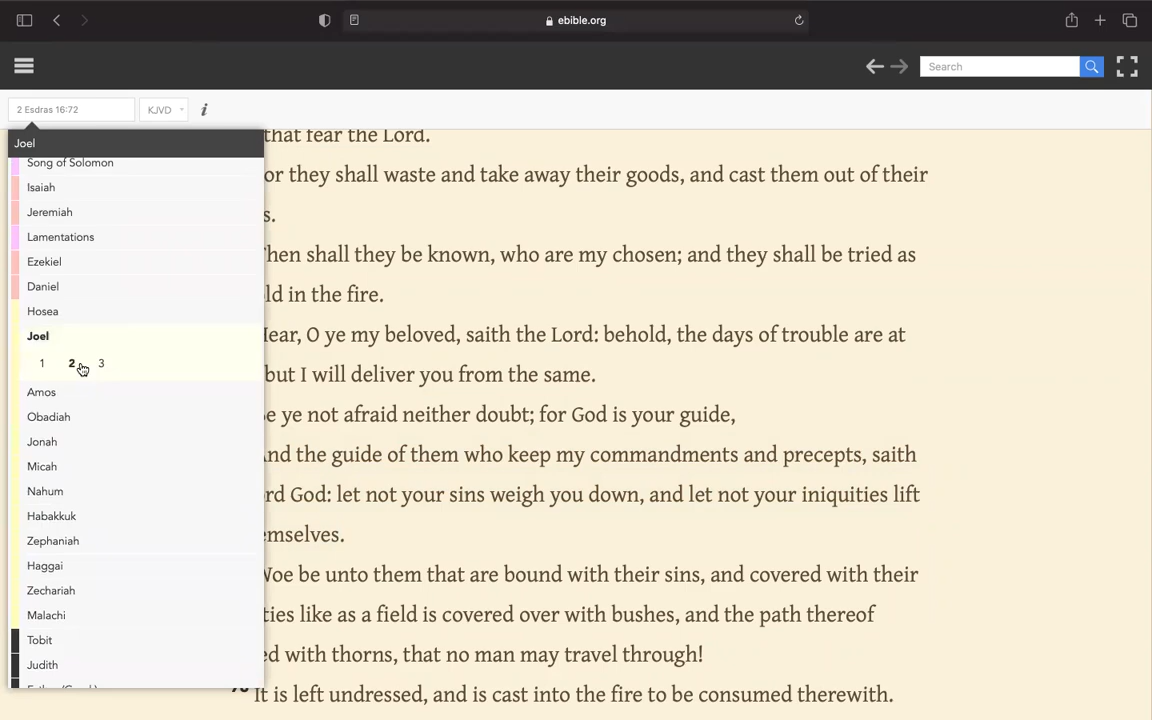 ebible.org
Search
2 Esdras 16:72
KJVD
i
Joel
Song of Solomon
Isaiah
Jeremiah
Lamentations
Ezekiel
Daniel
Hosea
Joel
1 2 3
Amos
Obadiah
Jonah
Micah
Nahum
Habakkuk
Zephaniah
Haggai
Zechariah
Malachi
Tobit
Judith
that fear the Lord.
or they shall waste and take away their goods, and cast them out of their
s.
Then shall they be known, who are my chosen; and they shall be tried as
ld in the fire.
Hear, O ye my beloved, saith the Lord: behold, the days of trouble are at
but I will deliver you from the same.
e ye not afraid neither doubt; for God is your guide,
And the guide of them who keep my commandments and precepts, saith
rd God: let not your sins weigh you down, and let not your iniquities lift
emselves.
Woe be unto them that are bound with their sins, and covered with their
ties like as a field is covered over with bushes, and the path thereof
ed with thorns, that no man may travel through!
It is left undressed, and is cast into the fire to be consumed therewith.